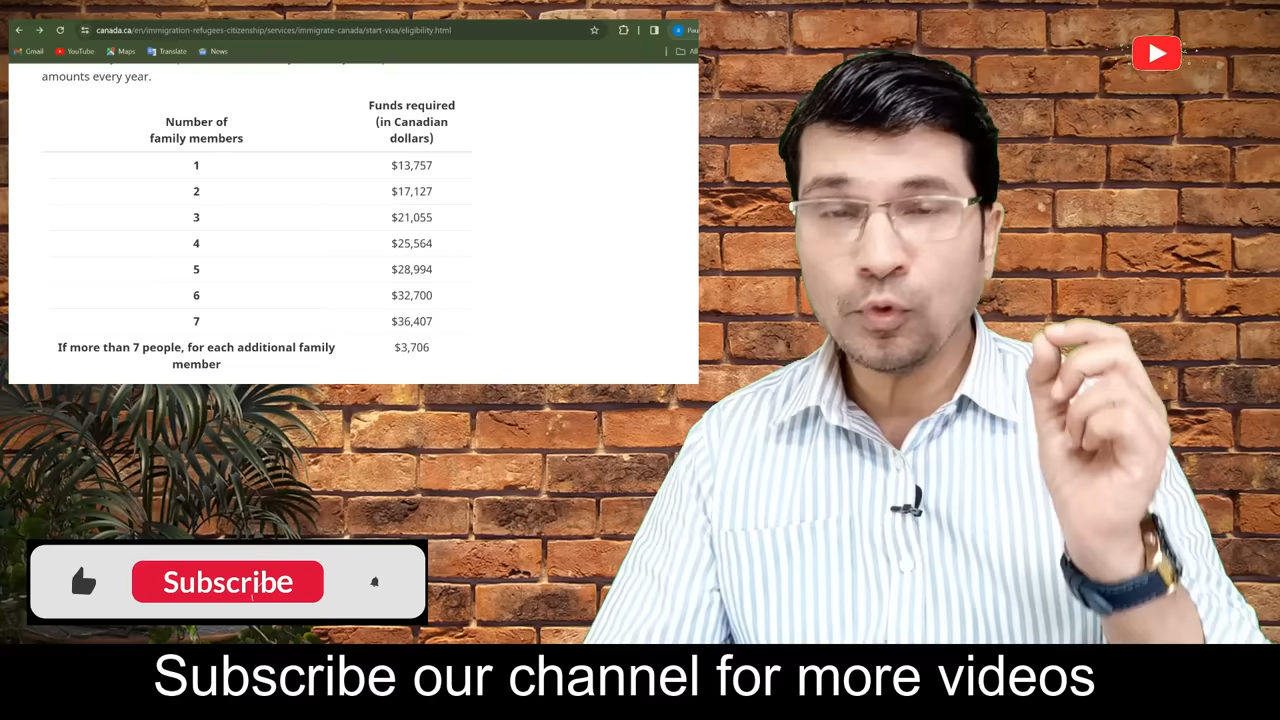 canada.ca/en/immigration-refugees-citizenship/services/immigrate-canada/start-visa/eligibility.html
Gmail YouTube Maps Translate News All
amounts every year.
Number of family members
Funds required (in Canadian dollars)
1 $13,757
2 $17,127
3 $21,055
4 $25,564
5 $28,994
6 $32,700
7 $36,407
If more than 7 people, for each additional family member $3,706
Subscribe
Subscribe our channel for more videos